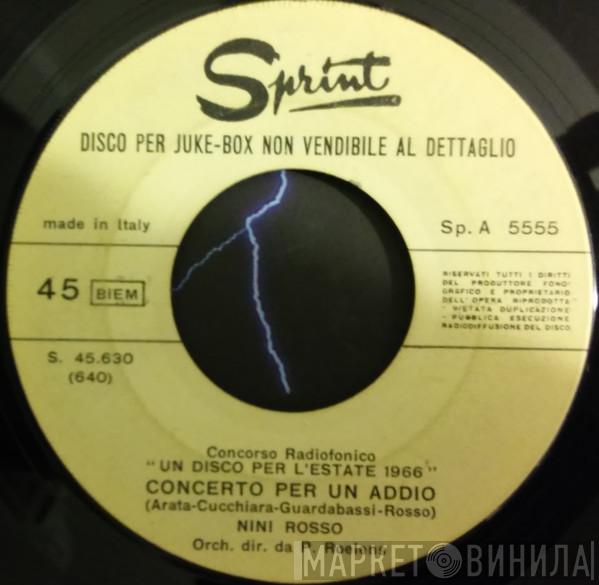 Sprint
DISCO PER JUKE-BOX NON VENDIBILE AL DETTAGLIO
made in Italy
Sp. A 5555
45 BIEM
RISERVATI TUTTI I DIRITTI
DEL PRODUTTORE FONO-
GRAFICO E PROPRIETARIO
DELL'OPERA RIPRODOTTA
- VIETATA DUPLICAZIONE
- PUBBLICA ESECUZIONE
RADIODIFFUSIONE DEL DISCO
S. 45.630
(640)
Concorso Radiofonico
"UN DISCO PER L'ESTATE 1966"
CONCERTO PER UN ADDIO
(Arata-Cucchiara-Guardabassi-Rosso)
NINI ROSSO
Orch. dir. da P.
МАРКЕТ ВИНИЛА